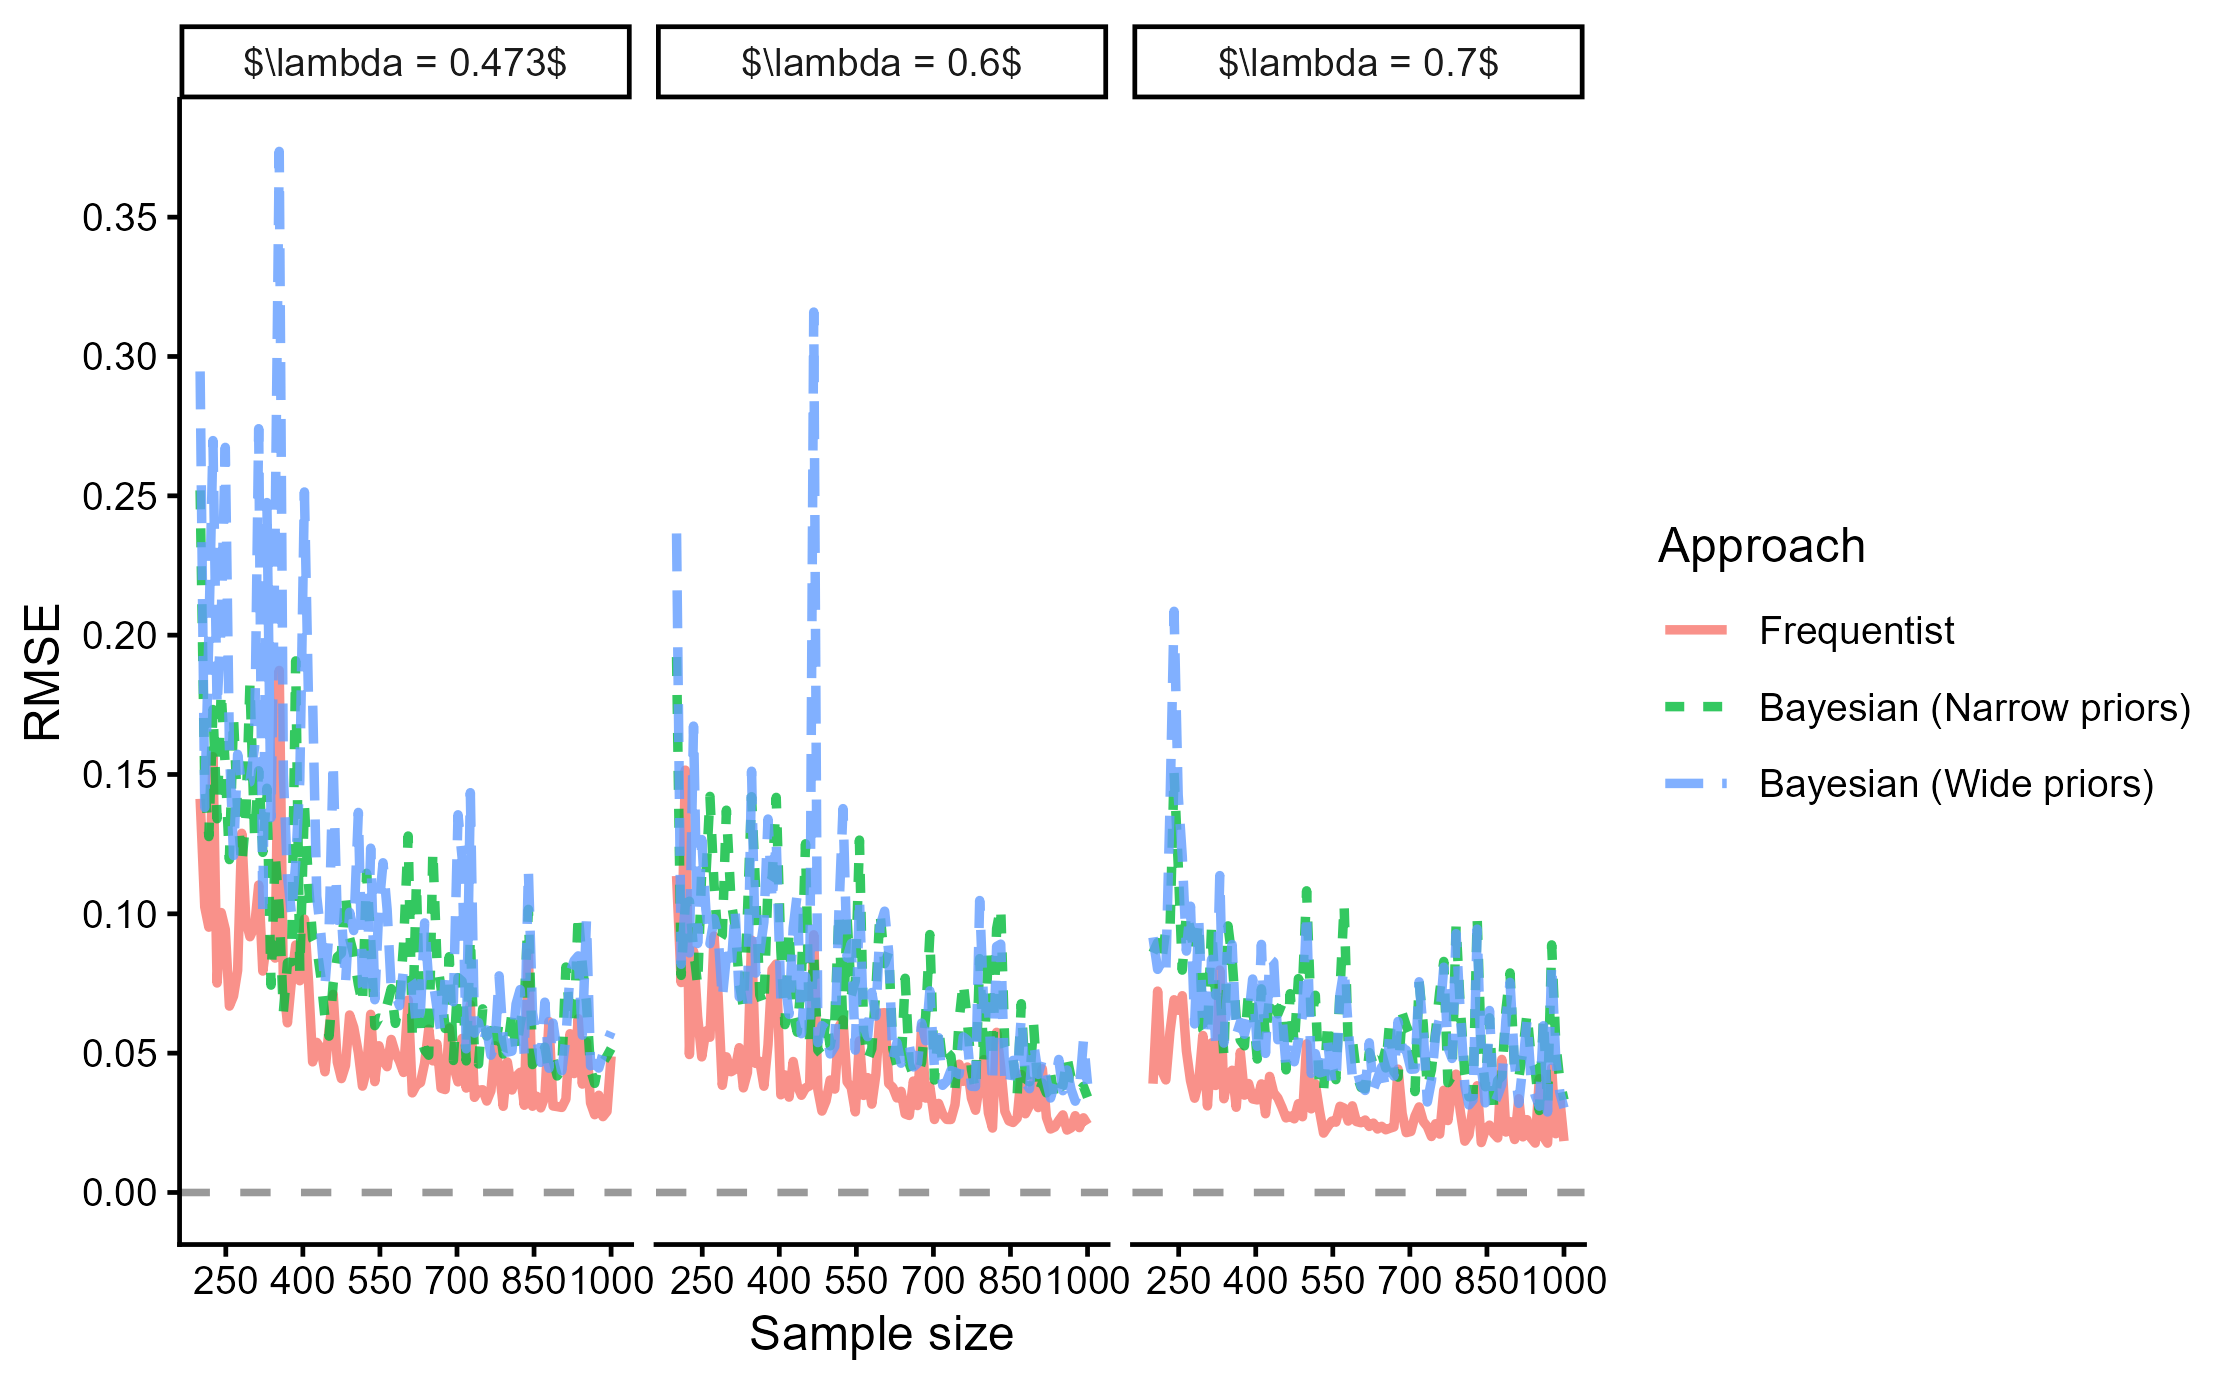 $\lambda = 0.473$
$\lambda = 0.6$
$\lambda = 0.7$
0.35
0.30
0.25
0.20
0.15
0.10
0.05
0.00
RMSE
250 400 550 700 850 1000
250 400 550 700 850 1000
250 400 550 700 850 1000
Sample size
Approach
Frequentist
Bayesian (Narrow priors)
Bayesian (Wide priors)